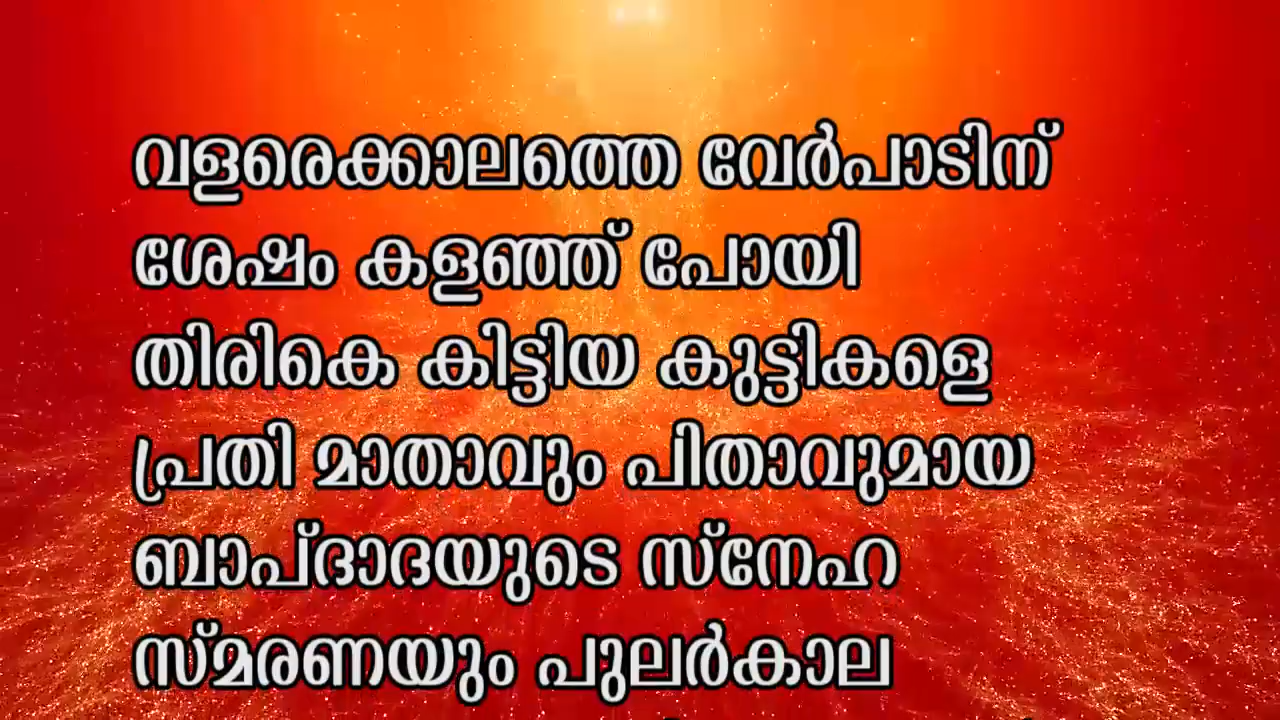 വളരെക്കാലത്തെ വേർപാടിന്
ശേഷം കളഞ്ഞ് പോയി
തിരികെ കിട്ടിയ കുട്ടികളെ
പ്രതി മാതാവും പിതാവുമായ
ബാപ്ദാദയുടെ സ്നേഹ
സ്മരണയും പുലർകാല